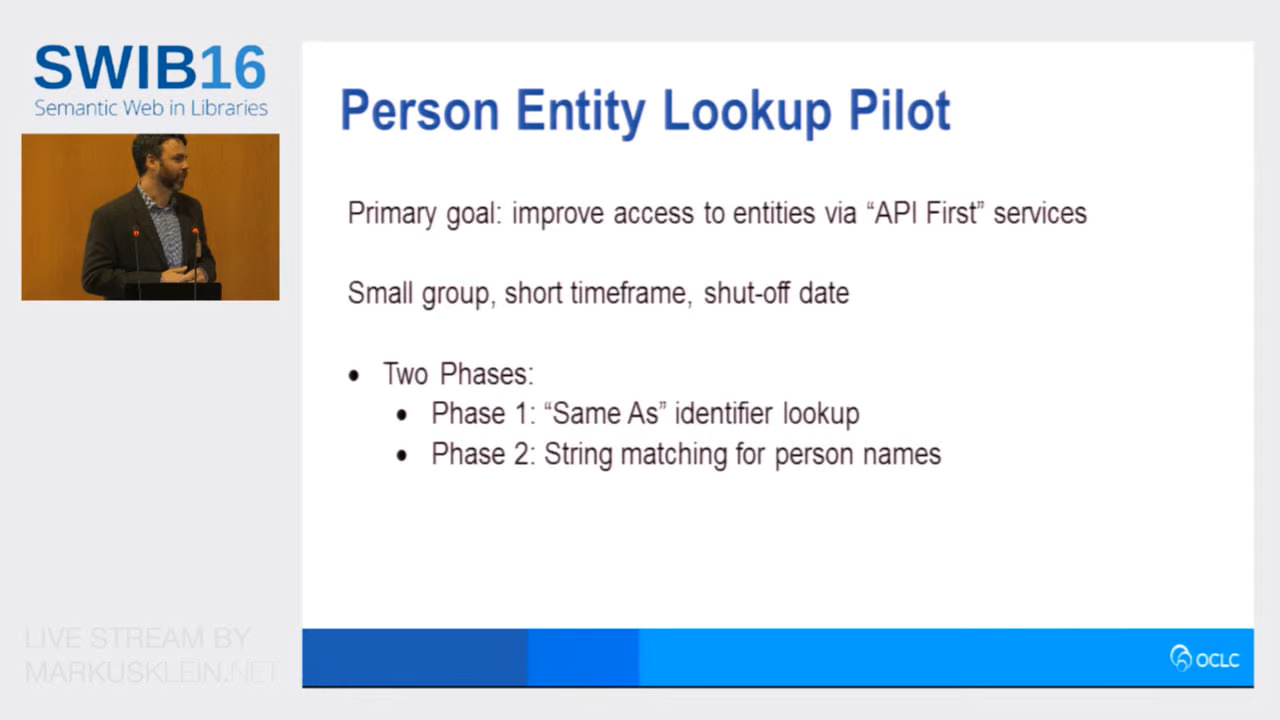 SWIB16
Semantic Web in Libraries
Person Entity Lookup Pilot
Primary goal: improve access to entities via “API First” services
Small group, short timeframe, shut-off date
• Two Phases:
• Phase 1: “Same As” identifier lookup
• Phase 2: String matching for person names
LIVE STREAM BY
MARKUSKLEIN.NET
OCLC